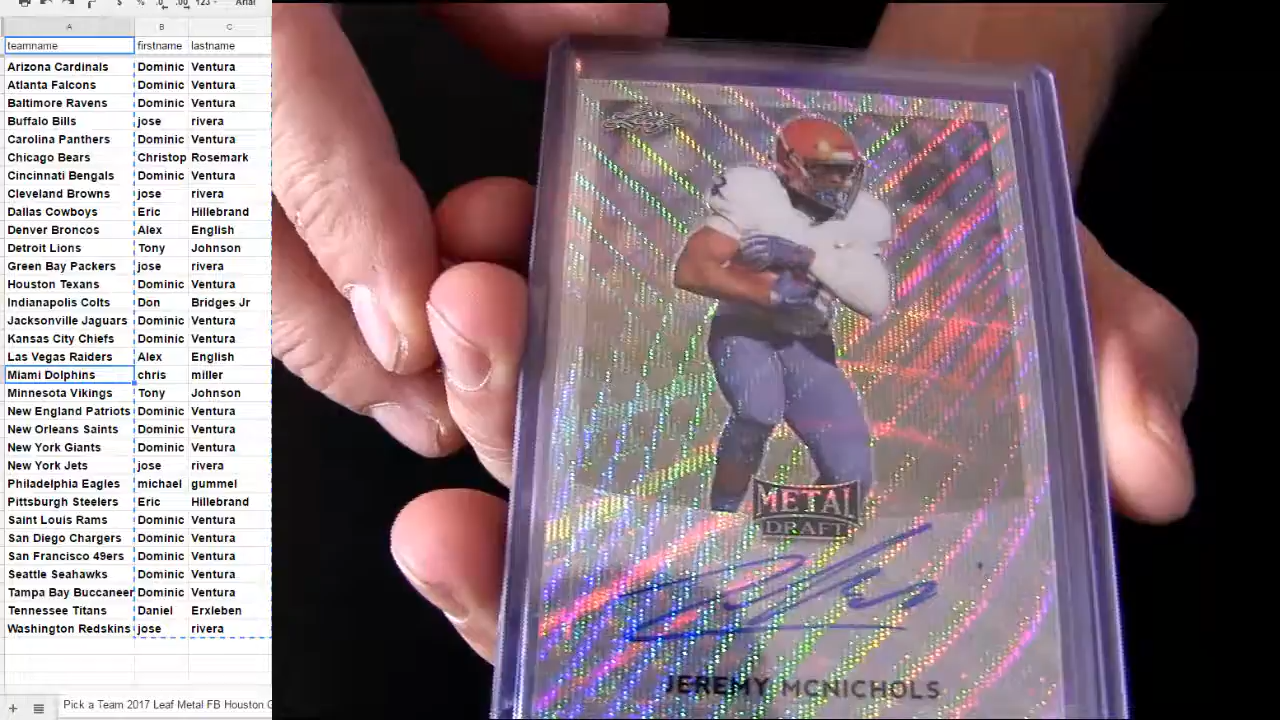 123
Arial
A B C
teamname firstname lastname
Arizona Cardinals Dominic Ventura
Atlanta Falcons Dominic Ventura
Baltimore Ravens Dominic Ventura
Buffalo Bills jose rivera
Carolina Panthers Dominic Ventura
Chicago Bears Christop Rosemark
Cincinnati Bengals Dominic Ventura
Cleveland Browns jose rivera
Dallas Cowboys Eric Hillebrand
Denver Broncos Alex English
Detroit Lions Tony Johnson
Green Bay Packers jose rivera
Houston Texans Dominic Ventura
Indianapolis Colts Don Bridges Jr
Jacksonville Jaguars Dominic Ventura
Kansas City Chiefs Dominic Ventura
Las Vegas Raiders Alex English
Miami Dolphins chris miller
Minnesota Vikings Tony Johnson
New England Patriots Dominic Ventura
New Orleans Saints Dominic Ventura
New York Giants Dominic Ventura
New York Jets jose rivera
Philadelphia Eagles michael gummel
Pittsburgh Steelers Eric Hillebrand
Saint Louis Rams Dominic Ventura
San Diego Chargers Dominic Ventura
San Francisco 49ers Dominic Ventura
Seattle Seahawks Dominic Ventura
Tampa Bay Buccaneer Dominic Ventura
Tennessee Titans Daniel Erxleben
Washington Redskins jose rivera
Pick a Team 2017 Leaf Metal FB Houston
Leaf
2
METAL
DRAFT
JEREMY MCNICHOLS